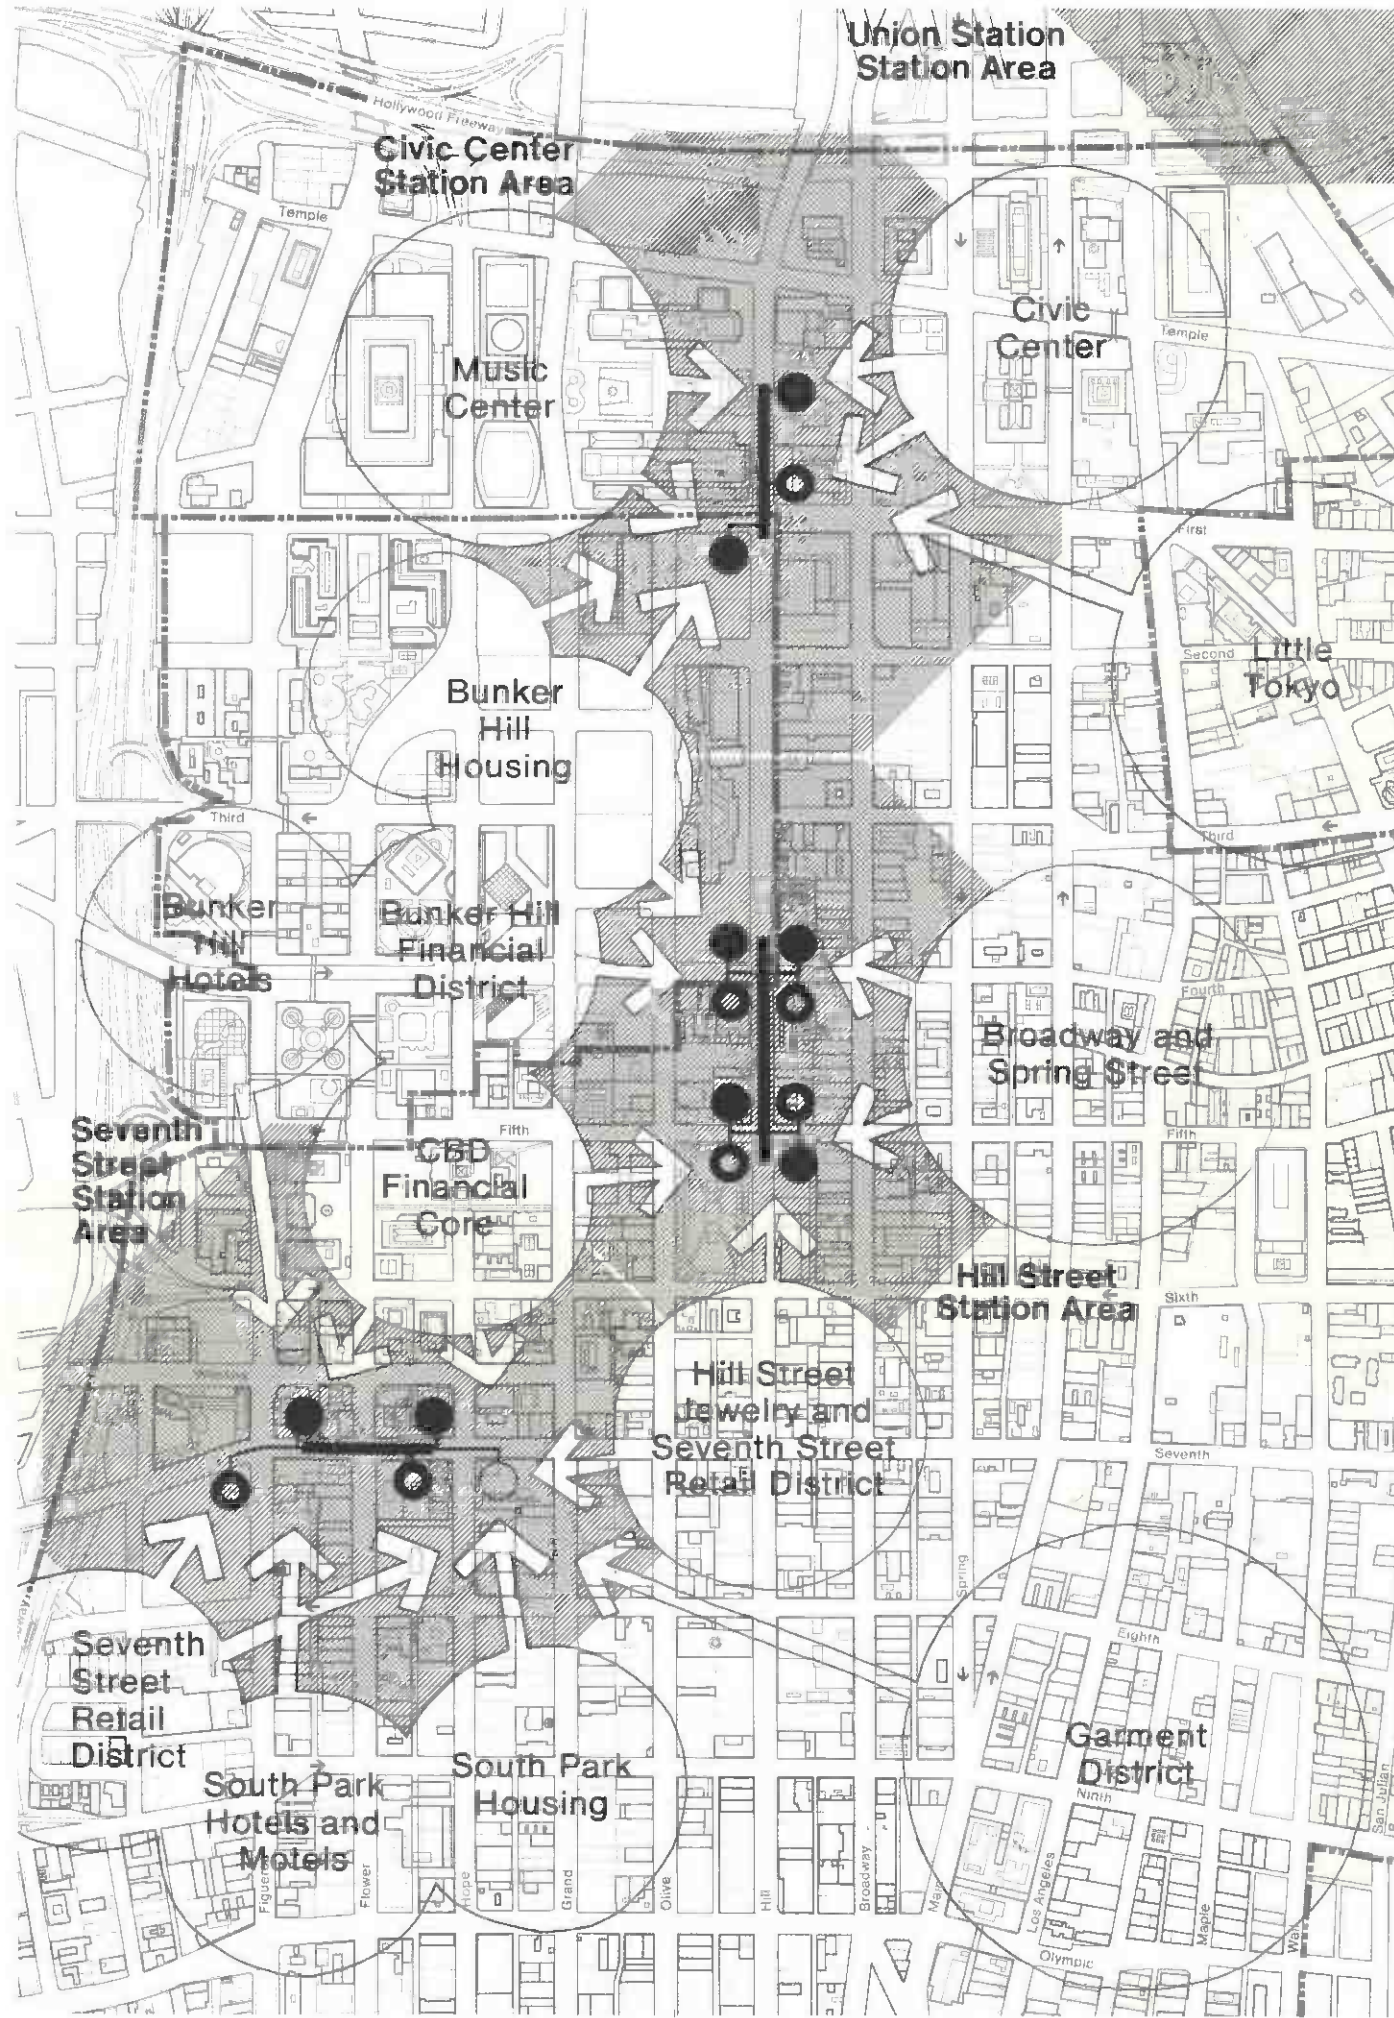 Union Station
Station Area
Hollywood Freeway
Civic Center
Station Area
Temple
Civic
Center
Temple
Music
Center
First
Second
Little
Tokyo
Bunker
Hill
Housing
Third
Third
Bunker
Hill
Hotels
Bunker Hill
Financial
District
Fourth
Broadway and
Spring Street
Seventh
Street
Station
Area
Fifth
Fifth
CBD
Financial
Core
Hill Street
Station Area
Sixth
Hill Street
Jewelry and
Seventh Street
Retail District
Seventh
Spring
Eighth
Seventh
Street
Retail
District
Garment
District
South Park
Housing
South Park
Hotels and
Motels
Ninth
San Julian
Flower
Hope
Grand
Olive
Hill
Broadway
Los Angeles
Maple
Olympic